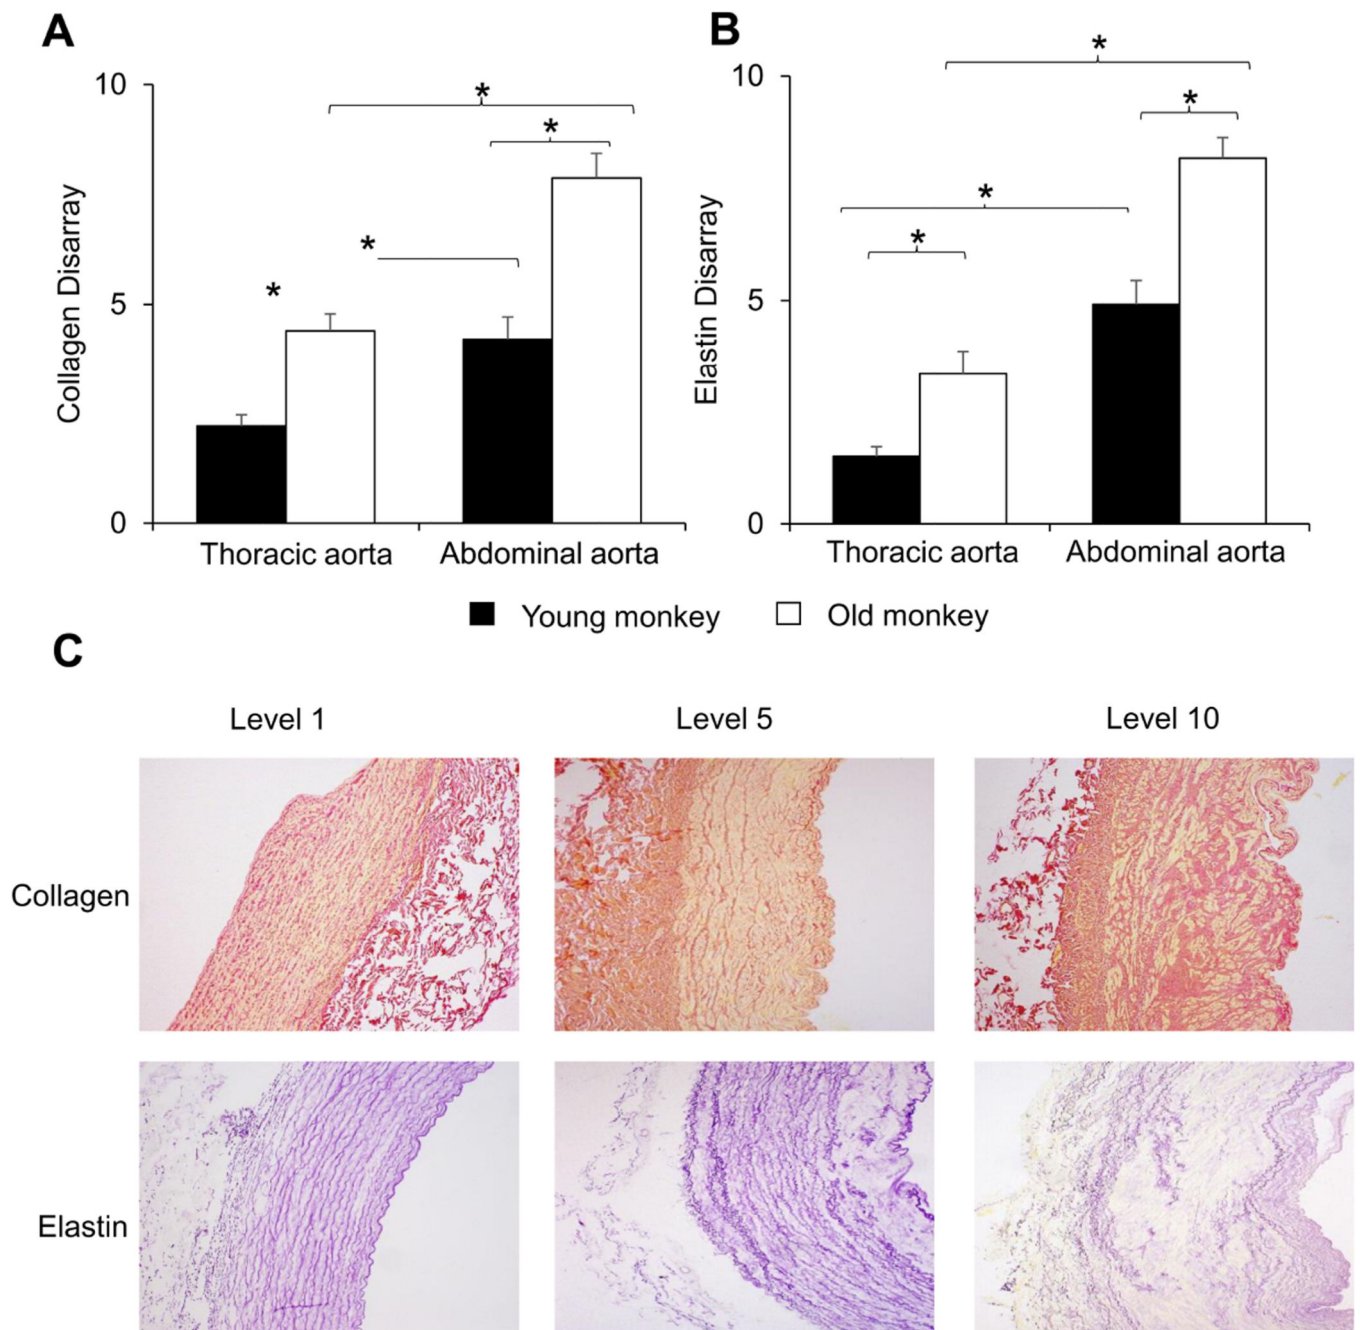 A
B
10
5
0
Collagen Disarray
*
*
*
*
Thoracic aorta
Abdominal aorta
10
5
0
Elastin Disarray
*
*
*
*
Thoracic aorta
Abdominal aorta
Young monkey
Old monkey
C
Level 1
Level 5
Level 10
Collagen
Elastin